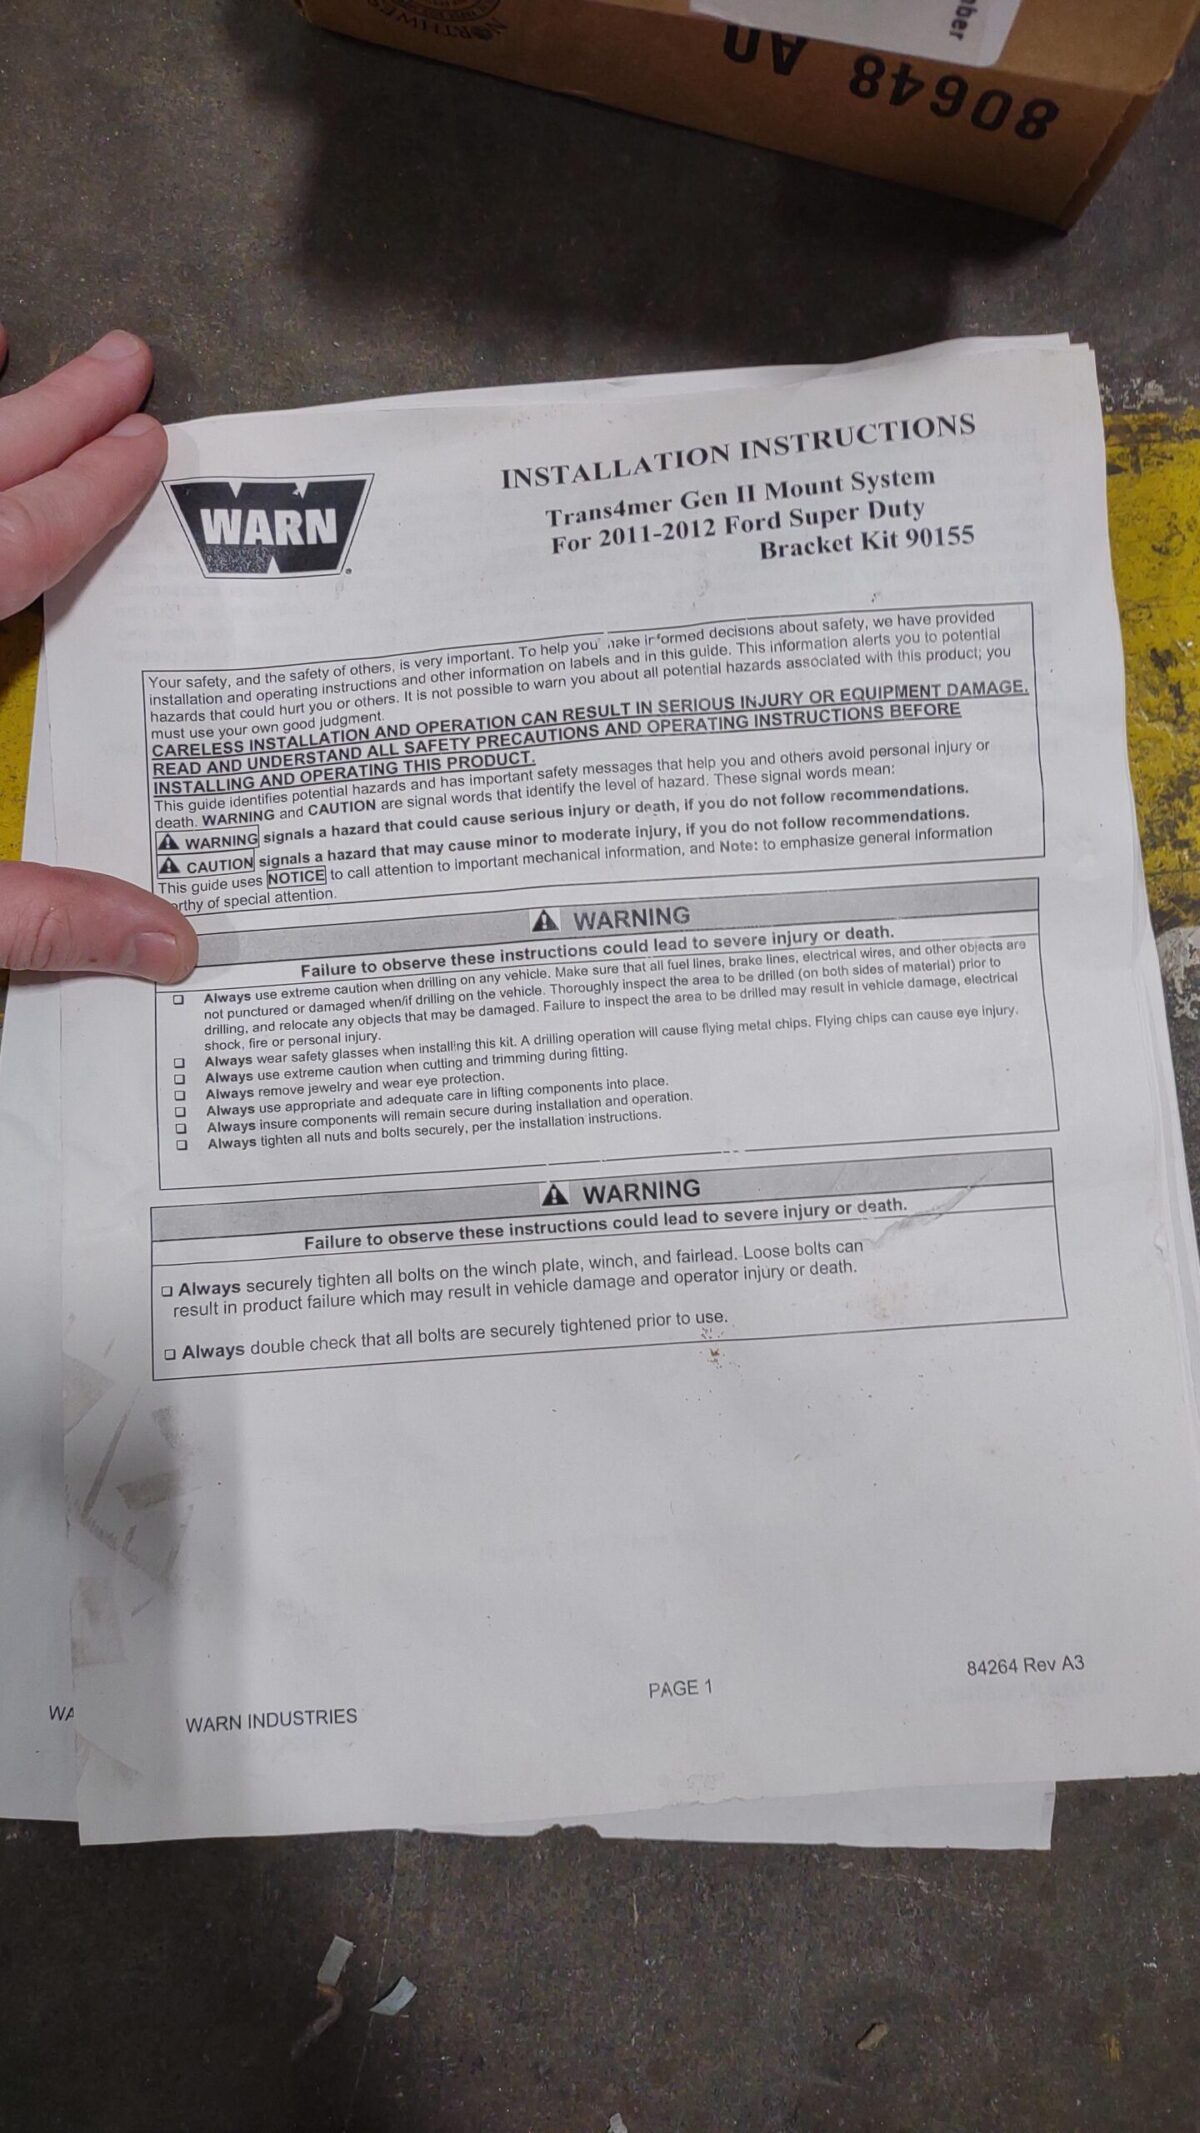 mber
80648 A0
NORTHWES
WARN
INSTALLATION INSTRUCTIONS
Trans4mer Gen II Mount System
For 2011-2012 Ford Super Duty
Bracket Kit 90155
Your safety, and the safety of others, is very important. To help you make informed decisions about safety, we have provided
installation and operating instructions and other information on labels and in this guide. This information alerts you to potential
hazards that could hurt you or others. It is not possible to warn you about all potential hazards associated with this product; you
must use your own good judgment.
CARELESS INSTALLATION AND OPERATION CAN RESULT IN SERIOUS INJURY OR EQUIPMENT DAMAGE.
READ AND UNDERSTAND ALL SAFETY PRECAUTIONS AND OPERATING INSTRUCTIONS BEFORE
INSTALLING AND OPERATING THIS PRODUCT.
This guide identifies potential hazards and has important safety messages that help you and others avoid personal injury or
death. WARNING and CAUTION are signal words that identify the level of hazard. These signal words mean:
WARNING signals a hazard that could cause serious injury or death, if you do not follow recommendations.
CAUTION signals a hazard that may cause minor to moderate injury, if you do not follow recommendations.
This guide uses NOTICE to call attention to important mechanical information, and Note: to emphasize general information
orthy of special attention.
WARNING
Failure to observe these instructions could lead to severe injury or death.
❑ Always use extreme caution when drilling on any vehicle. Make sure that all fuel lines, brake lines, electrical wires, and other objects are
not punctured or damaged when/if drilling on the vehicle. Thoroughly inspect the area to be drilled (on both sides of material) prior to
drilling, and relocate any objects that may be damaged. Failure to inspect the area to be drilled may result in vehicle damage, electrical
shock, fire or personal injury.
❑ Always wear safety glasses when installing this kit. A drilling operation will cause flying metal chips. Flying chips can cause eye injury.
❑ Always use extreme caution when cutting and trimming during fitting.
❑ Always remove jewelry and wear eye protection.
❑ Always use appropriate and adequate care in lifting components into place.
❑ Always insure components will remain secure during installation and operation.
❑ Always tighten all nuts and bolts securely, per the installation instructions.
WARNING
Failure to observe these instructions could lead to severe injury or death.
❑ Always securely tighten all bolts on the winch plate, winch, and fairlead. Loose bolts can
result in product failure which may result in vehicle damage and operator injury or death.
❑ Always double check that all bolts are securely tightened prior to use.
WA
WARN INDUSTRIES
PAGE 1
84264 Rev A3